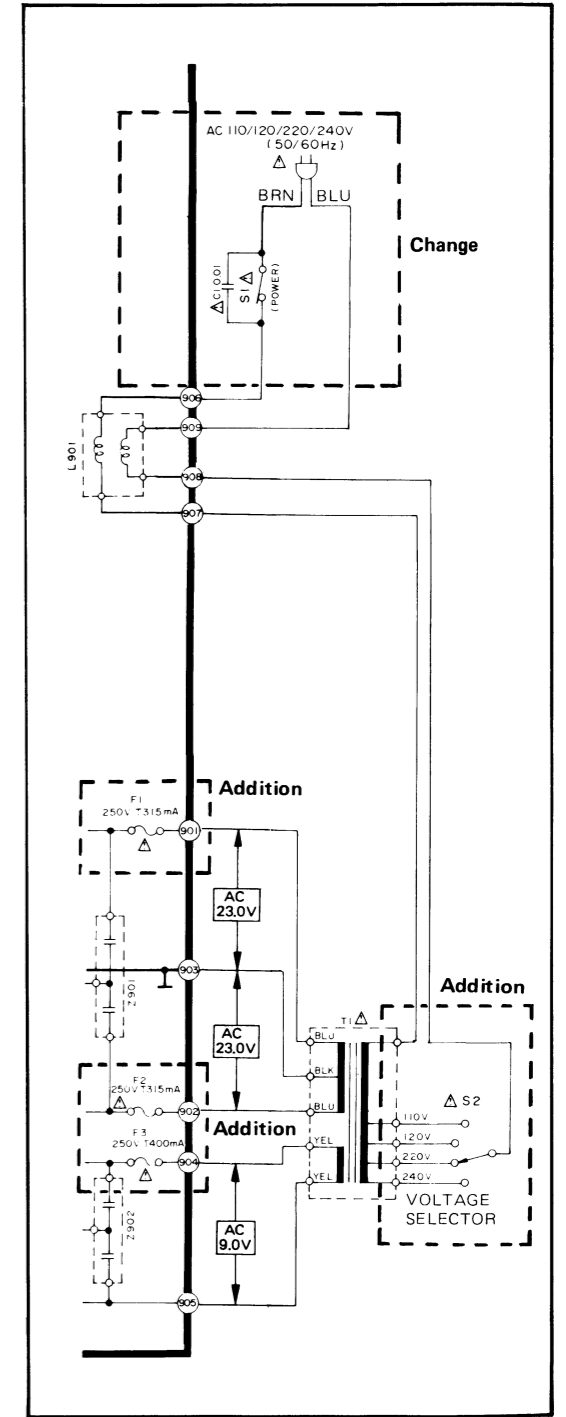 AC 110/120/220/240V
(50/60Hz)
BRN BLU
Change
C1 0.01
S1
(POWER)
906
909
L901
908
907
Addition
F1
250V T315mA
901
AC
23.0V
903
Z901
AC
23.0V
Addition
T1
BLU
BLK
S2
F2
250V T315mA
902
BLU
110V
Addition
120V
F3
250V T400mA
904
YEL
220V
YEL
240V
VOLTAGE
SELECTOR
Z902
AC
9.0V
905